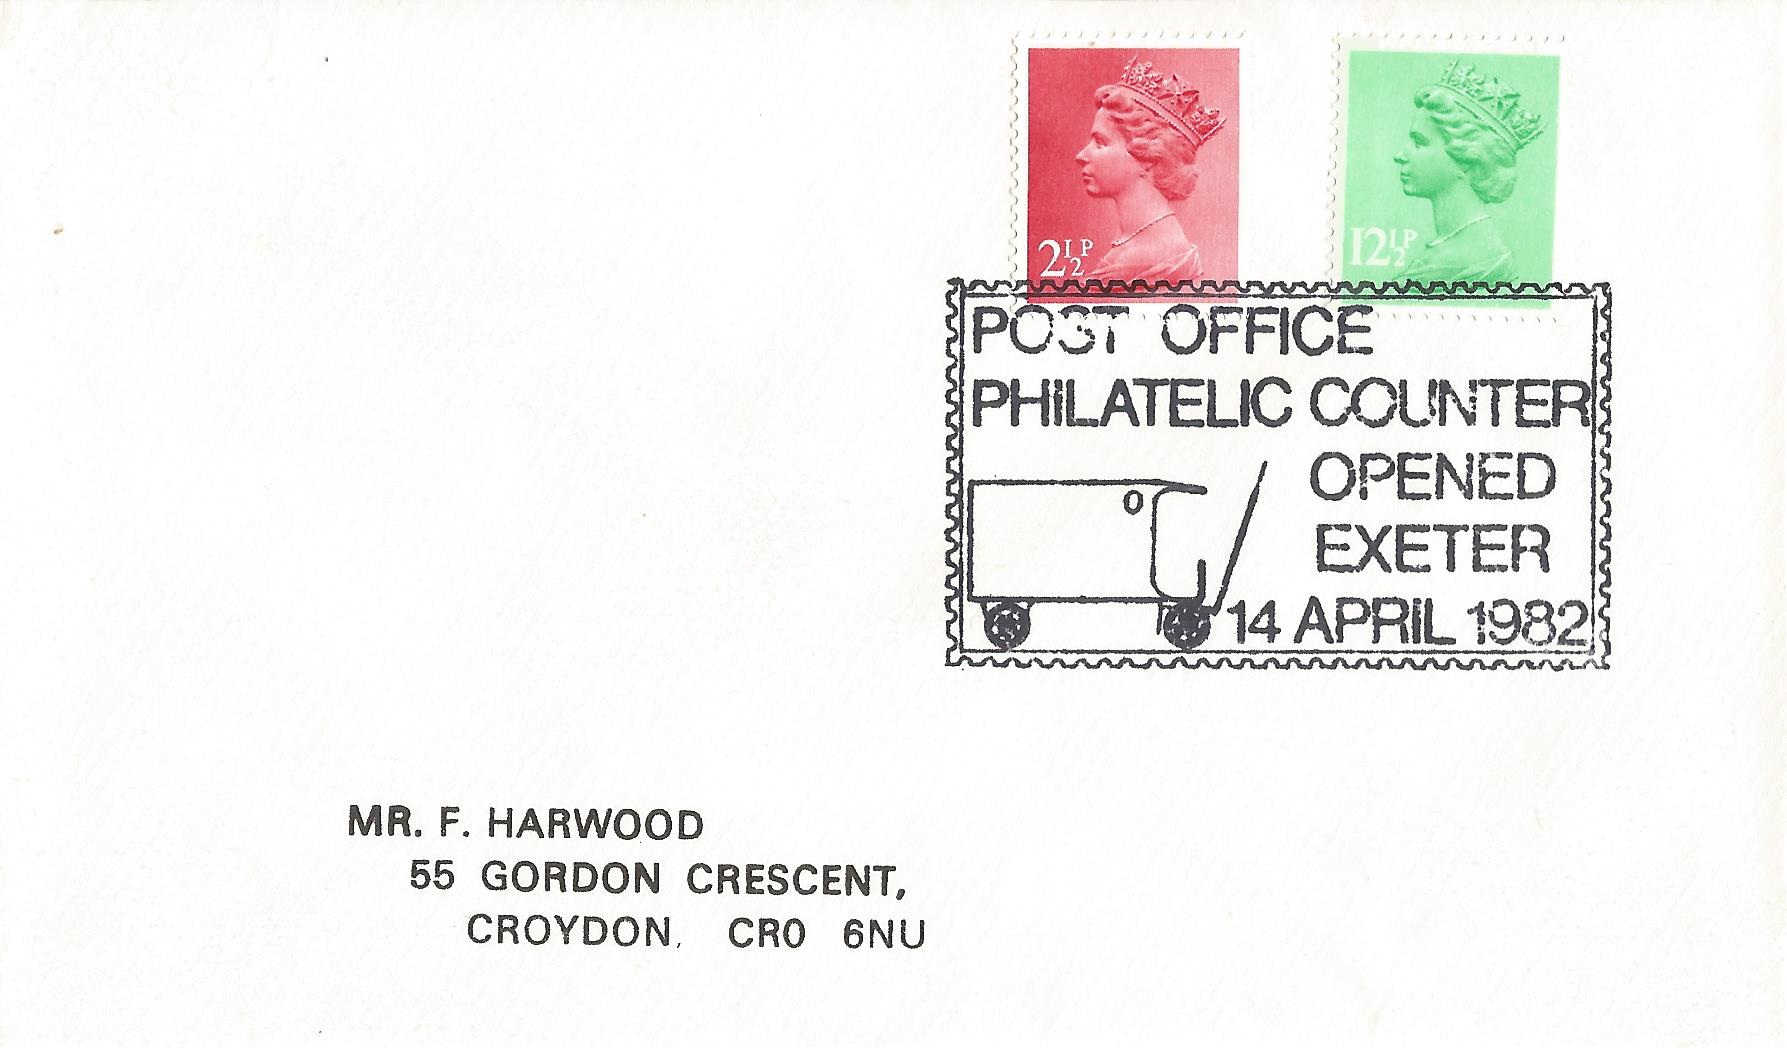 2½P
12½P
POST OFFICE
PHILATELIC COUNTER
OPENED
EXETER
14 APRIL 1982
MR. F. HARWOOD
55 GORDON CRESCENT,
CROYDON, CR0 6NU